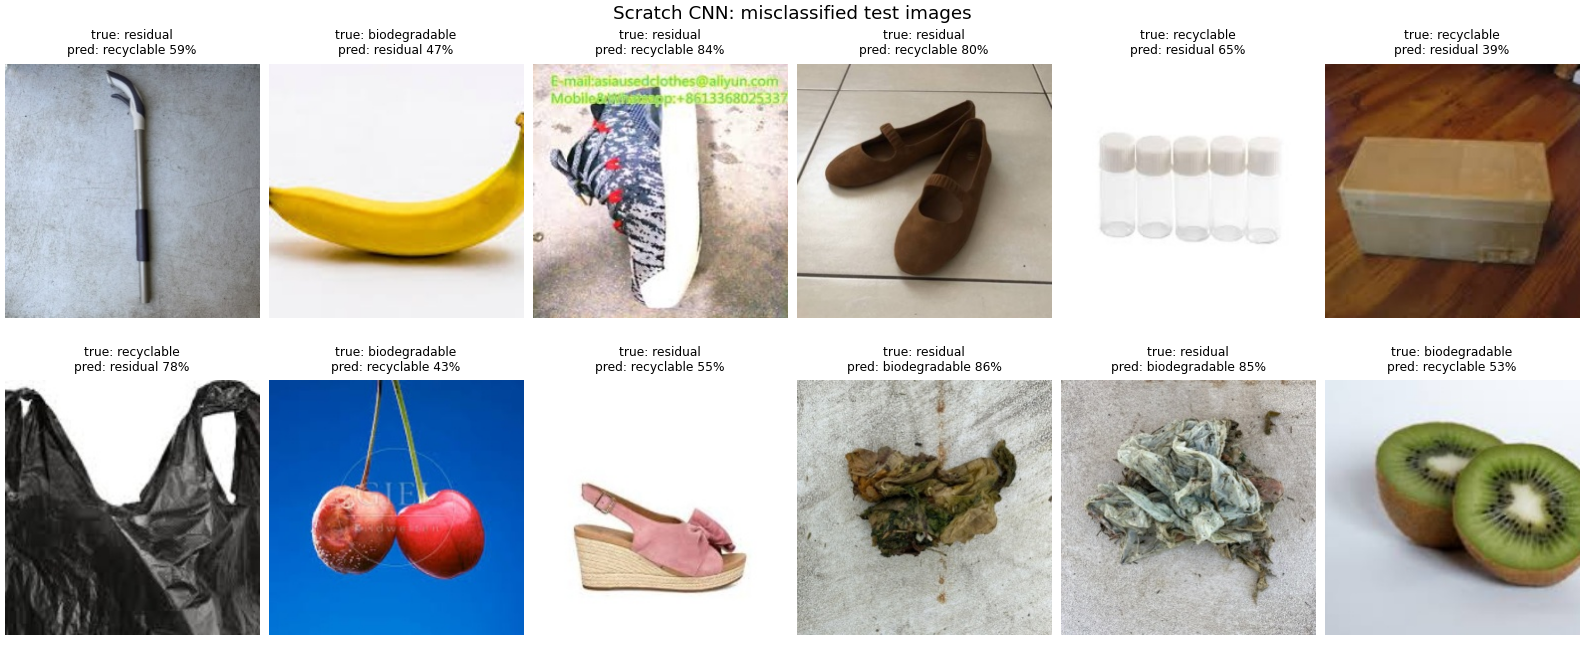 Scratch CNN: misclassified test images
true: residual
pred: recyclable 59%
true: biodegradable
pred: residual 47%
true: residual
pred: recyclable 84%
true: residual
pred: recyclable 80%
true: recyclable
pred: residual 65%
true: recyclable
pred: residual 39%
E-mail:asiausedclothes@aliyun.com
:+8613368025337
true: recyclable
pred: residual 78%
true: biodegradable
pred: recyclable 43%
true: residual
pred: recyclable 55%
true: residual
pred: biodegradable 86%
true: residual
pred: biodegradable 85%
true: biodegradable
pred: recyclable 53%